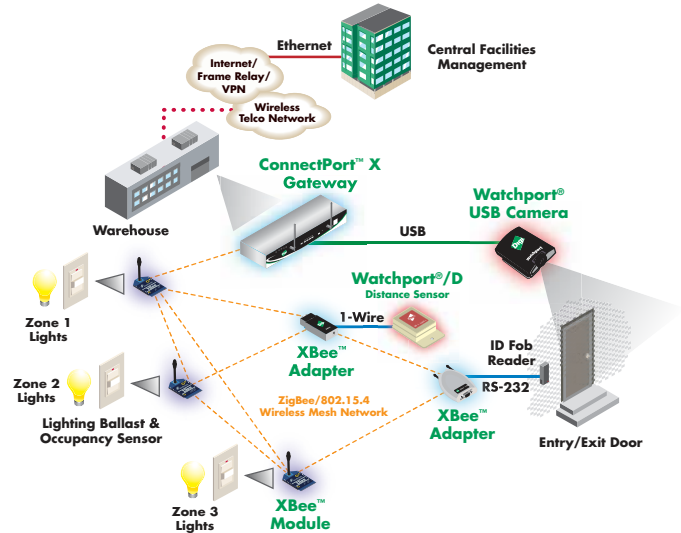 Ethernet
Central Facilities
Management
Internet/
Frame Relay/
VPN
Wireless
Telco Network
ConnectPort™ X
Gateway
Warehouse
Watchport®
USB Camera
USB
Digi
Watchport®/D
Distance Sensor
1-Wire
Zone 1
Lights
XBee™
Adapter
ID Fob
Reader
RS-232
Zone 2
Lights
Lighting Ballast &
Occupancy Sensor
ZigBee/802.15.4
Wireless Mesh Network
XBee™
Adapter
Entry/Exit Door
Zone 3
Lights
XBee™
Module